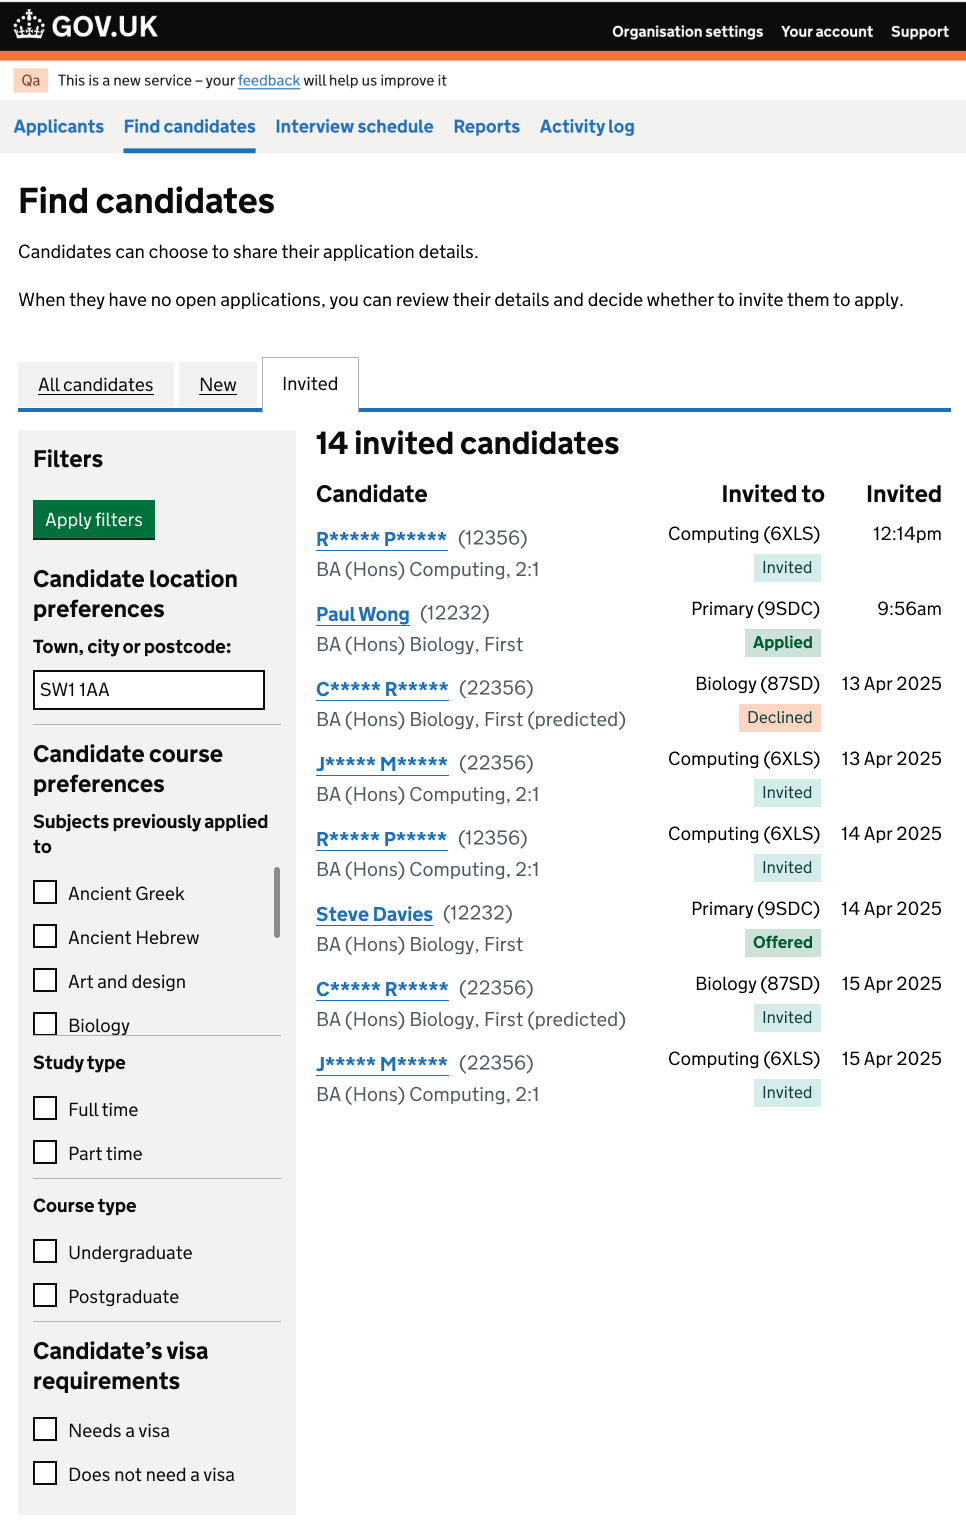 GOV.UK
Organisation settings Your account Support
Qa This is a new service – your feedback will help us improve it
Applicants Find candidates Interview schedule Reports Activity log
Find candidates
Candidates can choose to share their application details.
When they have no open applications, you can review their details and decide whether to invite them to apply.
All candidates New Invited
Filters
Apply filters
Candidate location
preferences
Town, city or postcode:
SW1 1AA
Candidate course
preferences
Subjects previously applied
to
Ancient Greek
Ancient Hebrew
Art and design
Biology
Study type
Full time
Part time
Course type
Undergraduate
Postgraduate
Candidate’s visa
requirements
Needs a visa
Does not need a visa
14 invited candidates
Candidate Invited to Invited
R***** P***** (12356) Computing (6XLS) 12:14pm
BA (Hons) Computing, 2:1 Invited
Paul Wong (12232) Primary (9SDC) 9:56am
BA (Hons) Biology, First Applied
C***** R***** (22356) Biology (87SD) 13 Apr 2025
BA (Hons) Biology, First (predicted) Declined
J***** M***** (22356) Computing (6XLS) 13 Apr 2025
BA (Hons) Computing, 2:1 Invited
R***** P***** (12356) Computing (6XLS) 14 Apr 2025
BA (Hons) Computing, 2:1 Invited
Steve Davies (12232) Primary (9SDC) 14 Apr 2025
BA (Hons) Biology, First Offered
C***** R***** (22356) Biology (87SD) 15 Apr 2025
BA (Hons) Biology, First (predicted) Invited
J***** M***** (22356) Computing (6XLS) 15 Apr 2025
BA (Hons) Computing, 2:1 Invited